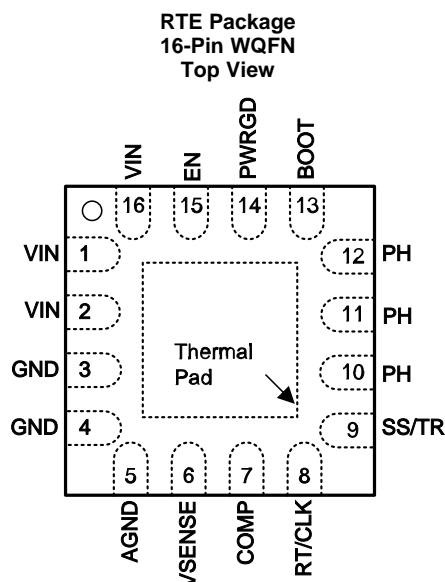 RTE Package
16-Pin WQFN
Top View
VIN
EN
PWRGD
BOOT
16
15
14
13
VIN
1
12
PH
VIN
2
11
PH
GND
3
Thermal
Pad
10
PH
GND
4
9
SS/TR
5
6
7
8
AGND
VSENSE
COMP
RT/CLK